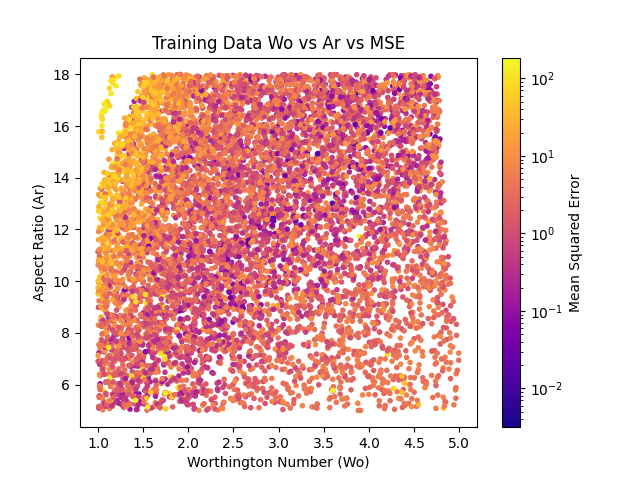 Training Data Wo vs Ar vs MSE
18
16
14
12
10
8
6
Aspect Ratio (Ar)
1.0 1.5 2.0 2.5 3.0 3.5 4.0 4.5 5.0
Worthington Number (Wo)
10²
10¹
10⁰
10⁻¹
10⁻²
Mean Squared Error